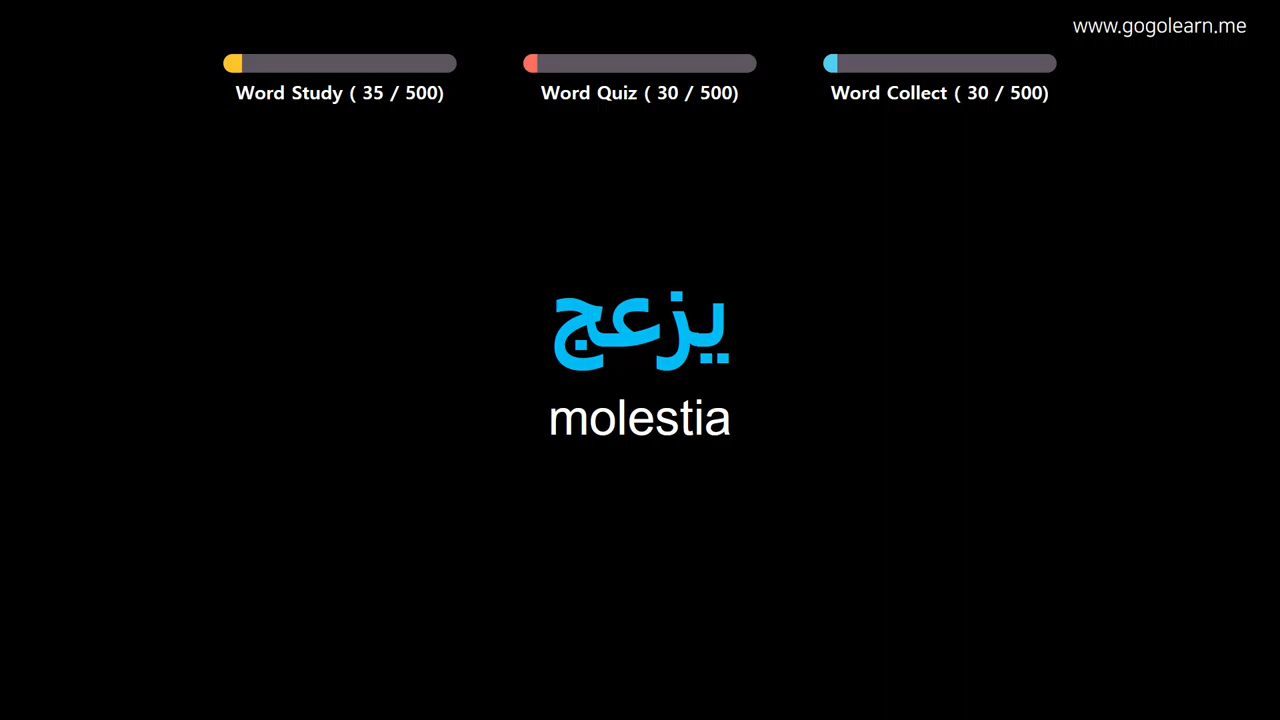 www.gogolearn.me
Word Study ( 35 / 500)
Word Quiz ( 30 / 500)
Word Collect ( 30 / 500)
يزعج
molestia